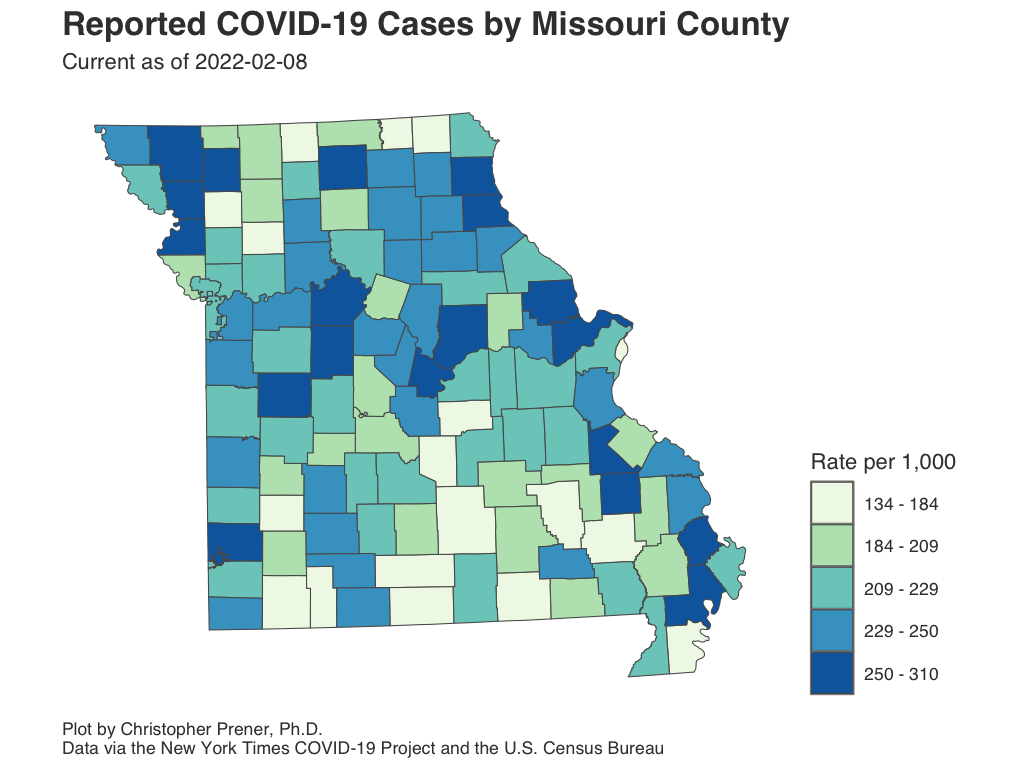 Reported COVID-19 Cases by Missouri County
Current as of 2022-02-08
Rate per 1,000
134 - 184
184 - 209
209 - 229
229 - 250
250 - 310
Plot by Christopher Prener, Ph.D.
Data via the New York Times COVID-19 Project and the U.S. Census Bureau